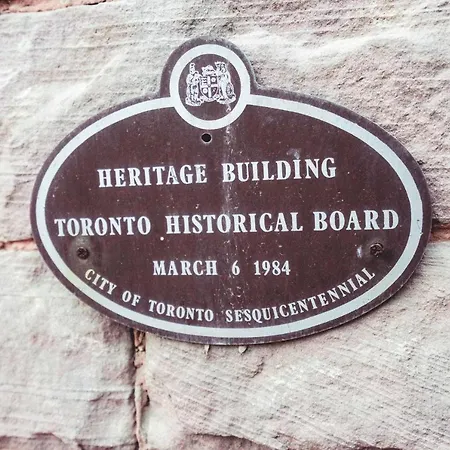 HERITAGE BUILDING
TORONTO HISTORICAL BOARD
MARCH 6 1984
CITY OF TORONTO SESQUICENTENNIAL